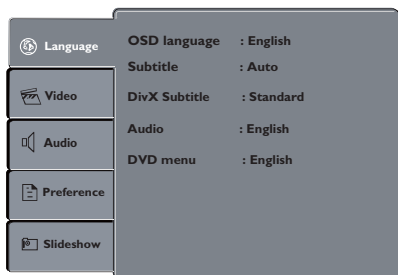 Language
Video
Audio
Preference
Slideshow
OSD language : English
Subtitle : Auto
DivX Subtitle : Standard
Audio : English
DVD menu : English